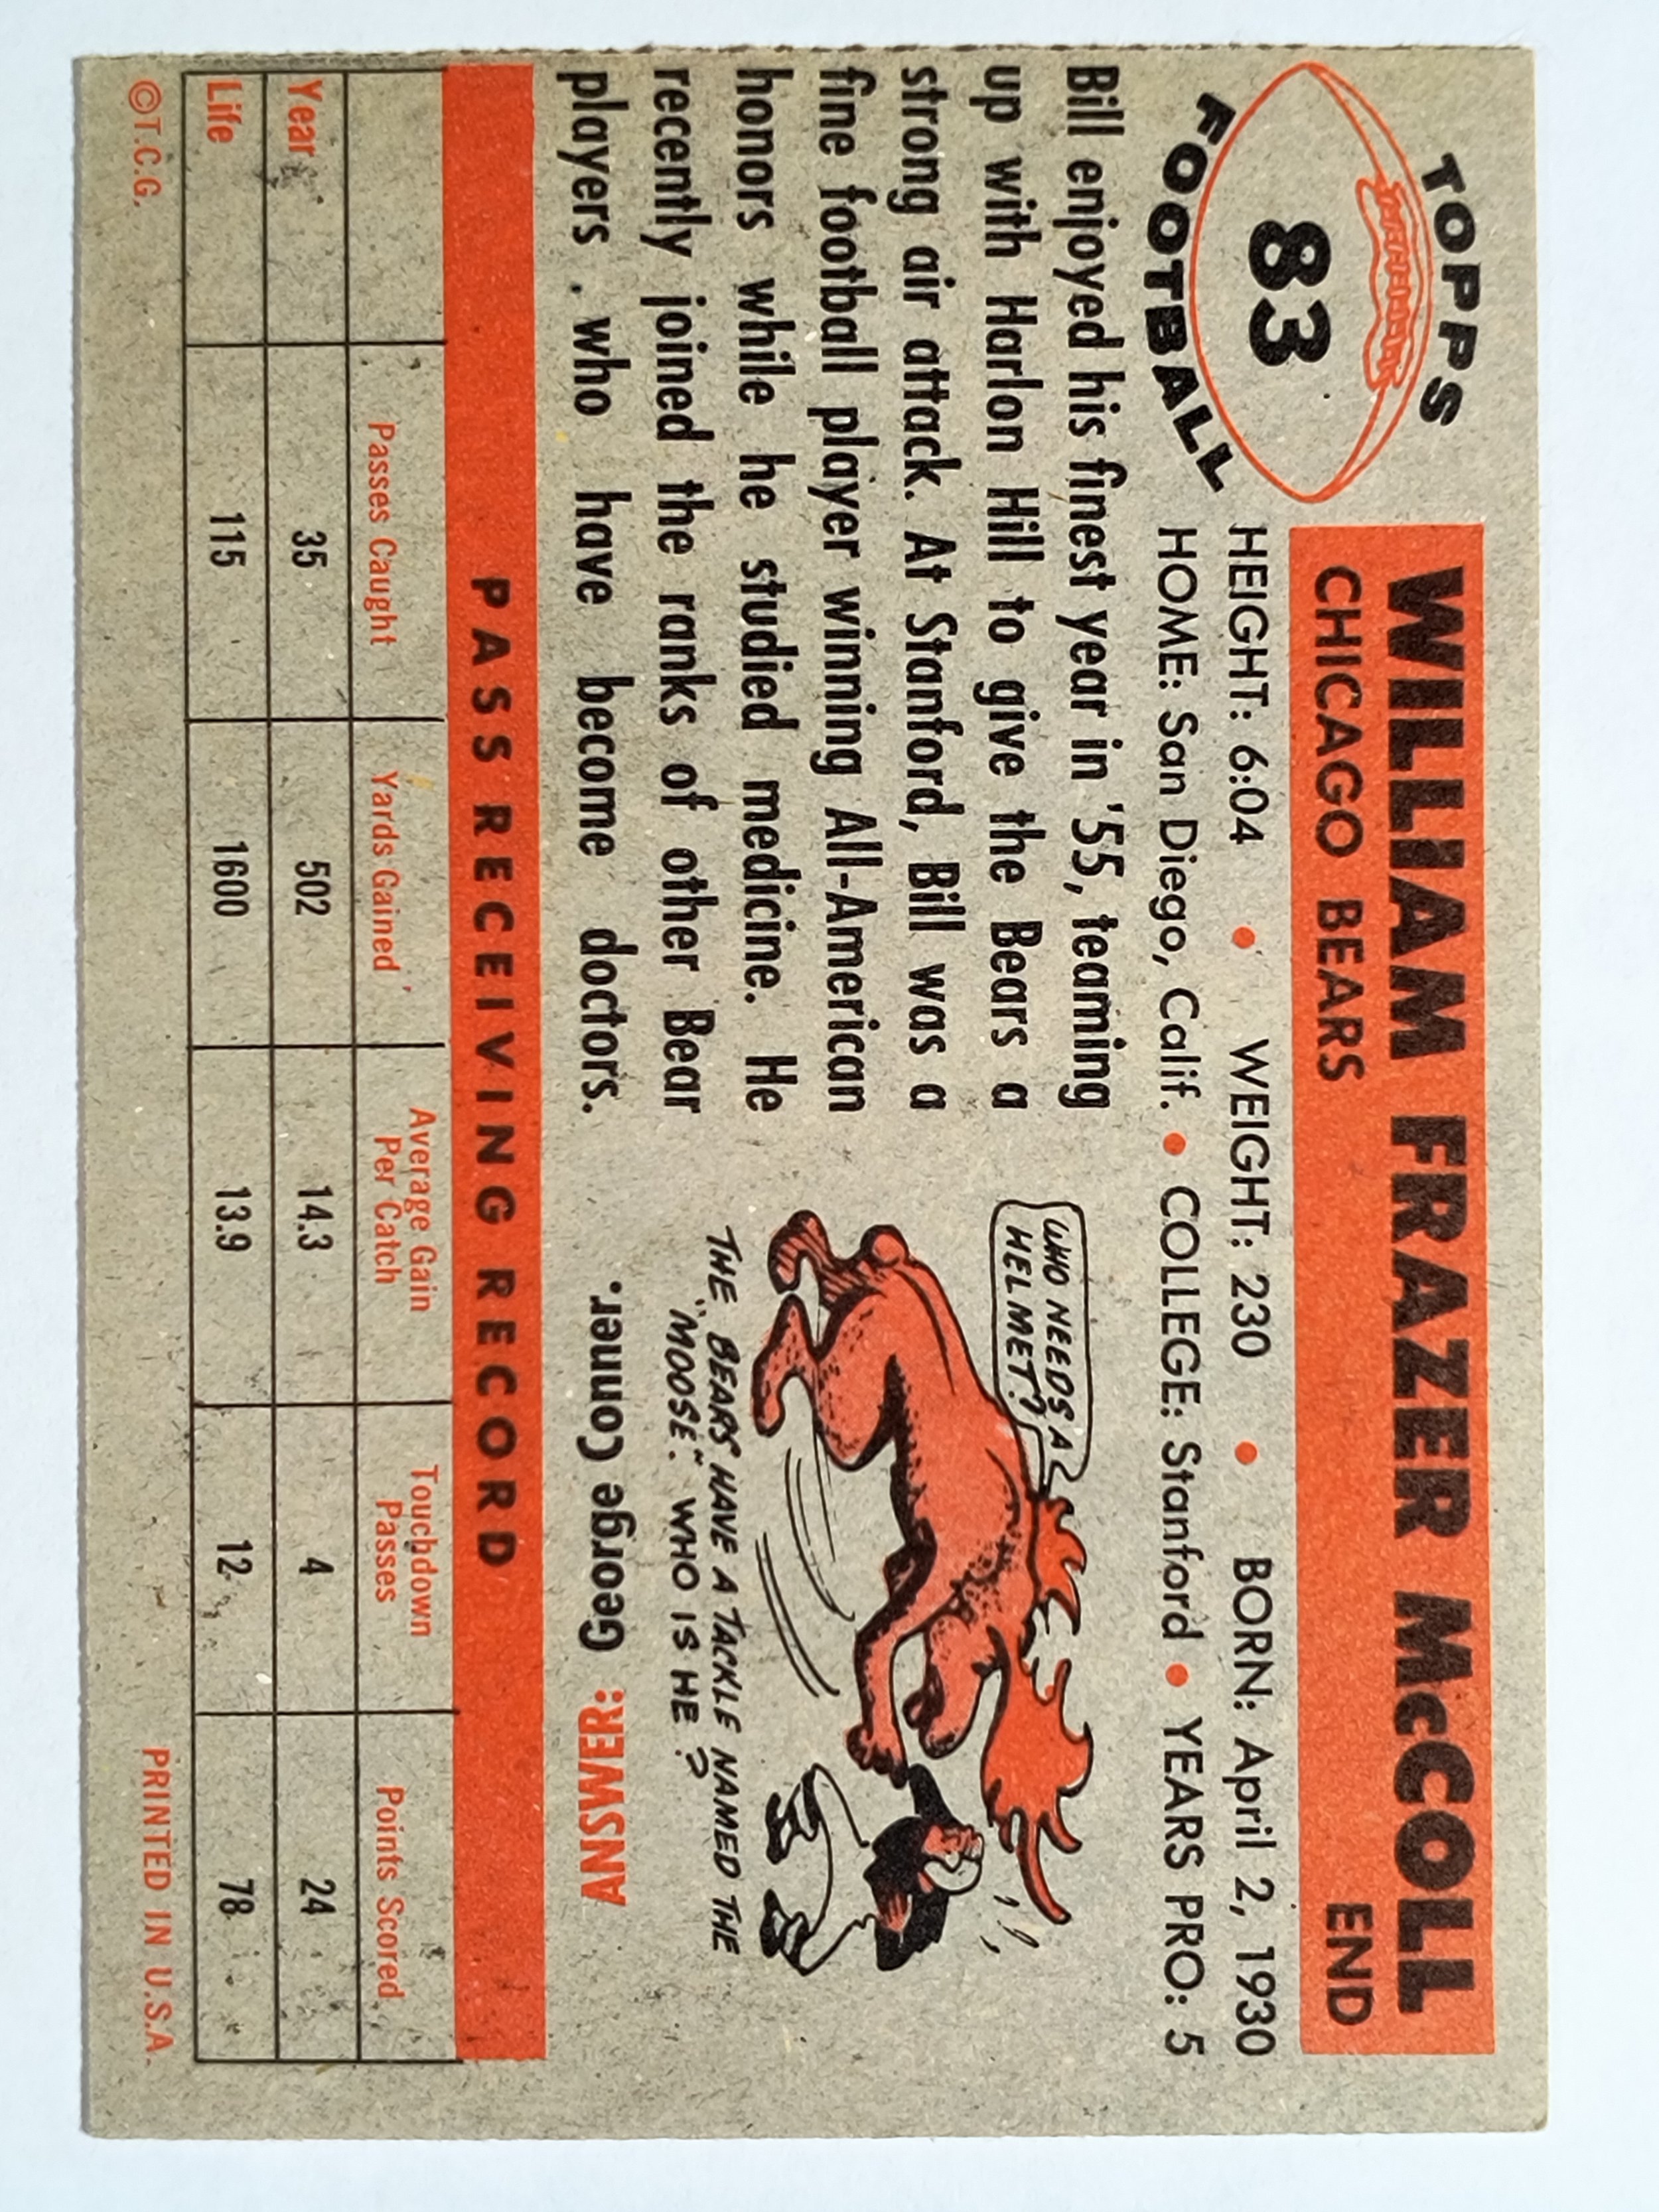 TOPPS
83
FOOTBALL
WILLIAM FRAZER McCOLL
CHICAGO BEARS END
HEIGHT: 6:04 • WEIGHT: 230 • BORN: April 2, 1930
HOME: San Diego, Calif. • COLLEGE: Stanford • YEARS PRO: 5
Bill enjoyed his finest year in '55, teaming
up with Harlon Hill to give the Bears a
strong air attack. At Stanford, Bill was a
fine football player winning All-American
honors while he studied medicine. He
recently joined the ranks of other Bear
players who have become doctors.
WHO NEEDS A
HELMET?
THE BEARS HAVE A TACKLE NAMED THE
"MOOSE." WHO IS HE?
ANSWER: George Connor.
PASS RECEIVING RECORD
Passes Caught Yards Gained Average Gain Per Catch Touchdown Passes Points Scored
Year 35 502 14.3 4 24
Life 115 1600 13.9 12 78
©T.C.G. PRINTED IN U.S.A.